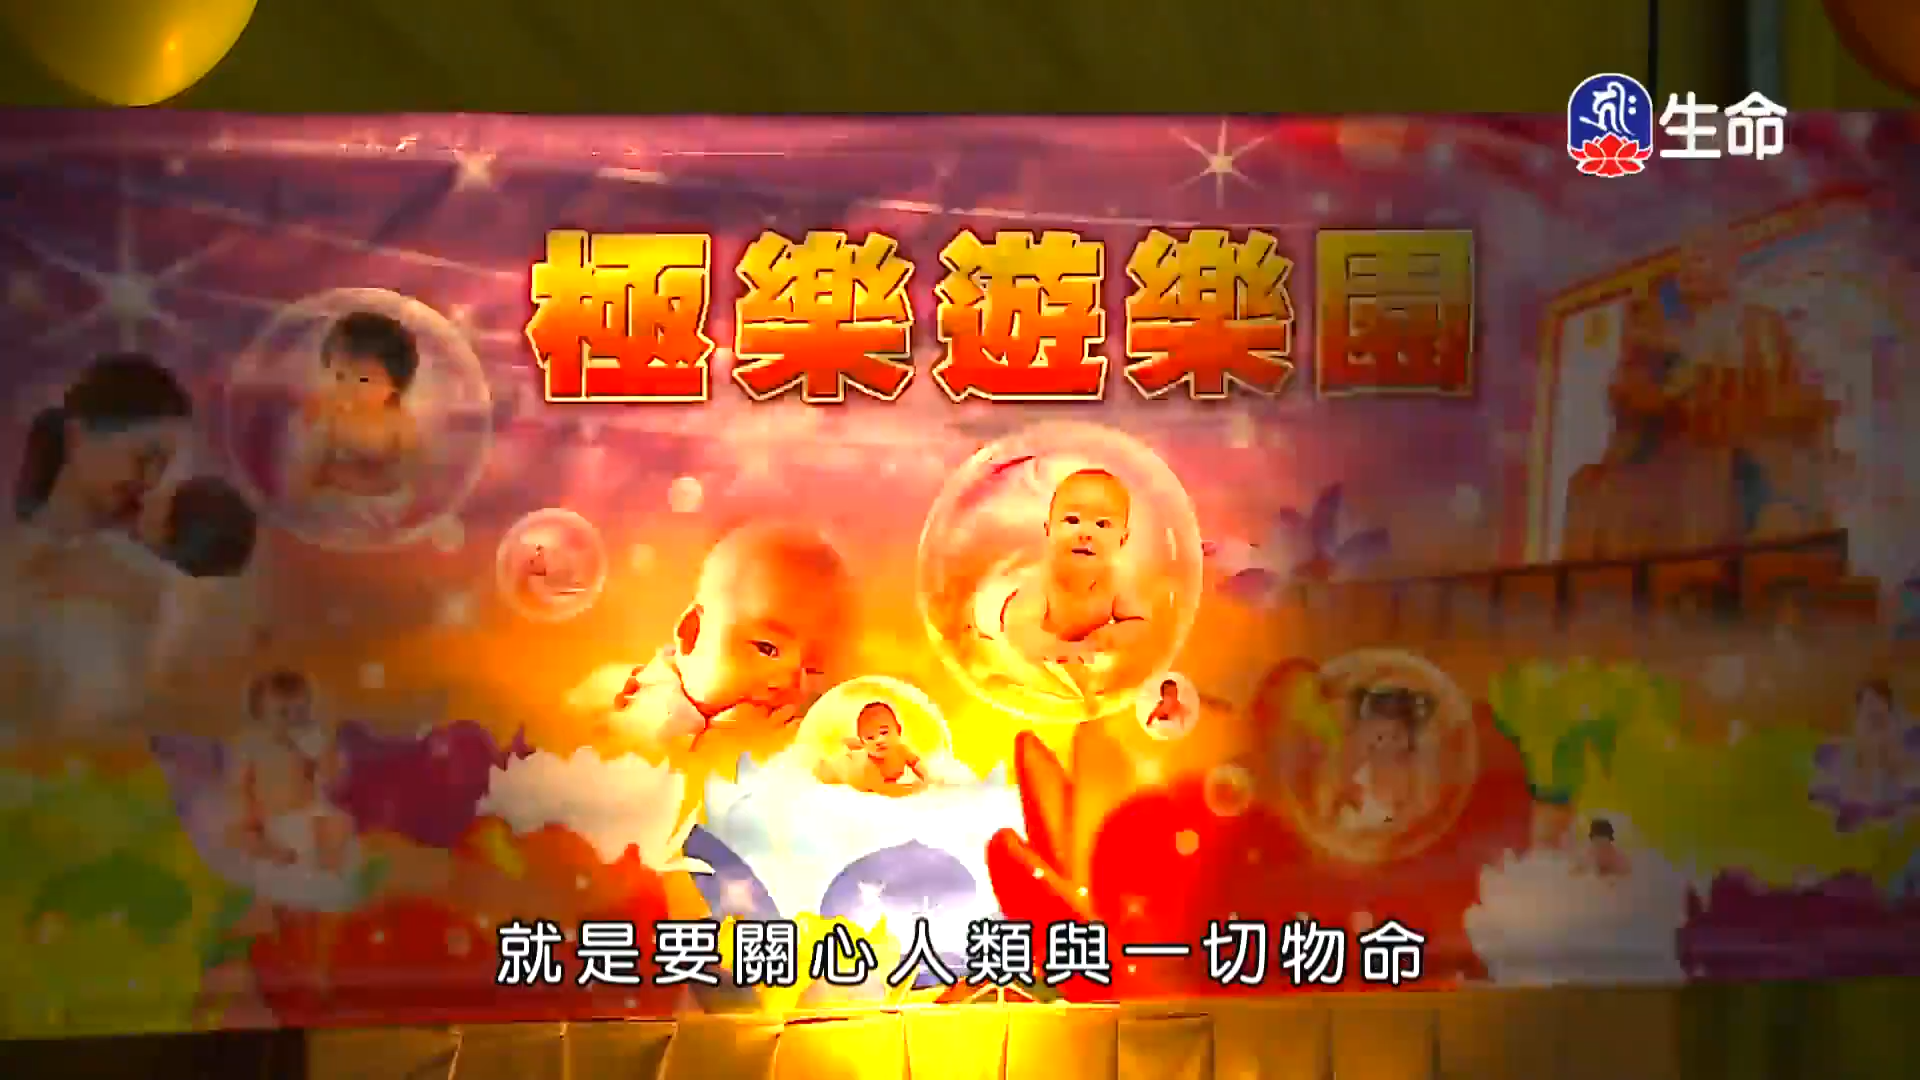 生命
極樂遊樂園
就是要關心人類與一切物命